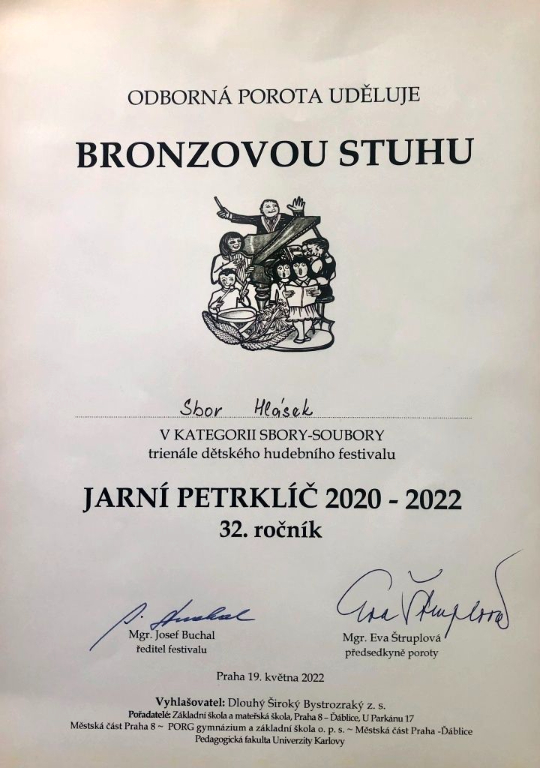 ODBORNÁ POROTA UDĚLUJE
BRONZOVOU STUHU
Sbor Hlásek
V KATEGORII SBORY-SOUBORY
trienále dětského hudebního festivalu
JARNÍ PETRKLÍČ 2020 - 2022
32. ročník
Eva Štruplová
Mgr. Josef Buchal
ředitel festivalu
Mgr. Eva Štruplová
předsedkyně poroty
Praha 19. května 2022
Vyhlašovatel: Dlouhý Široký Bystrozraký z. s.
Pořadatelé: Základní škola a mateřská škola, Praha 8 – Ďáblice, U Parkánu 17
Městská část Praha 8 ~ PORG gymnázium a základní škola o. p. s. ~ Městská část Praha -Ďáblice
Pedagogická fakulta Univerzity Karlovy